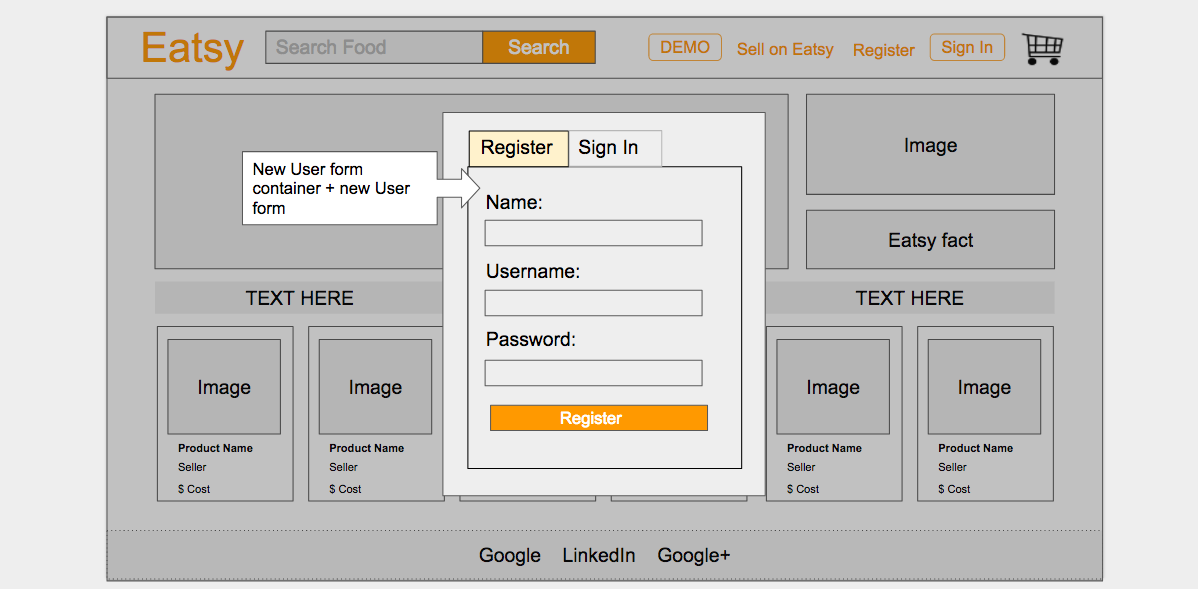 Eatsy
Search Food
Search
DEMO
Sell on Eatsy
Register
Sign In
Image
Eatsy fact
New User form
container + new User
form
Register
Sign In
Name:
Username:
Password:
Register
TEXT HERE
TEXT HERE
Image
Product Name
Seller
$ Cost
Image
Product Name
Seller
$ Cost
Image
Product Name
Seller
$ Cost
Image
Product Name
Seller
$ Cost
Google
LinkedIn
Google+